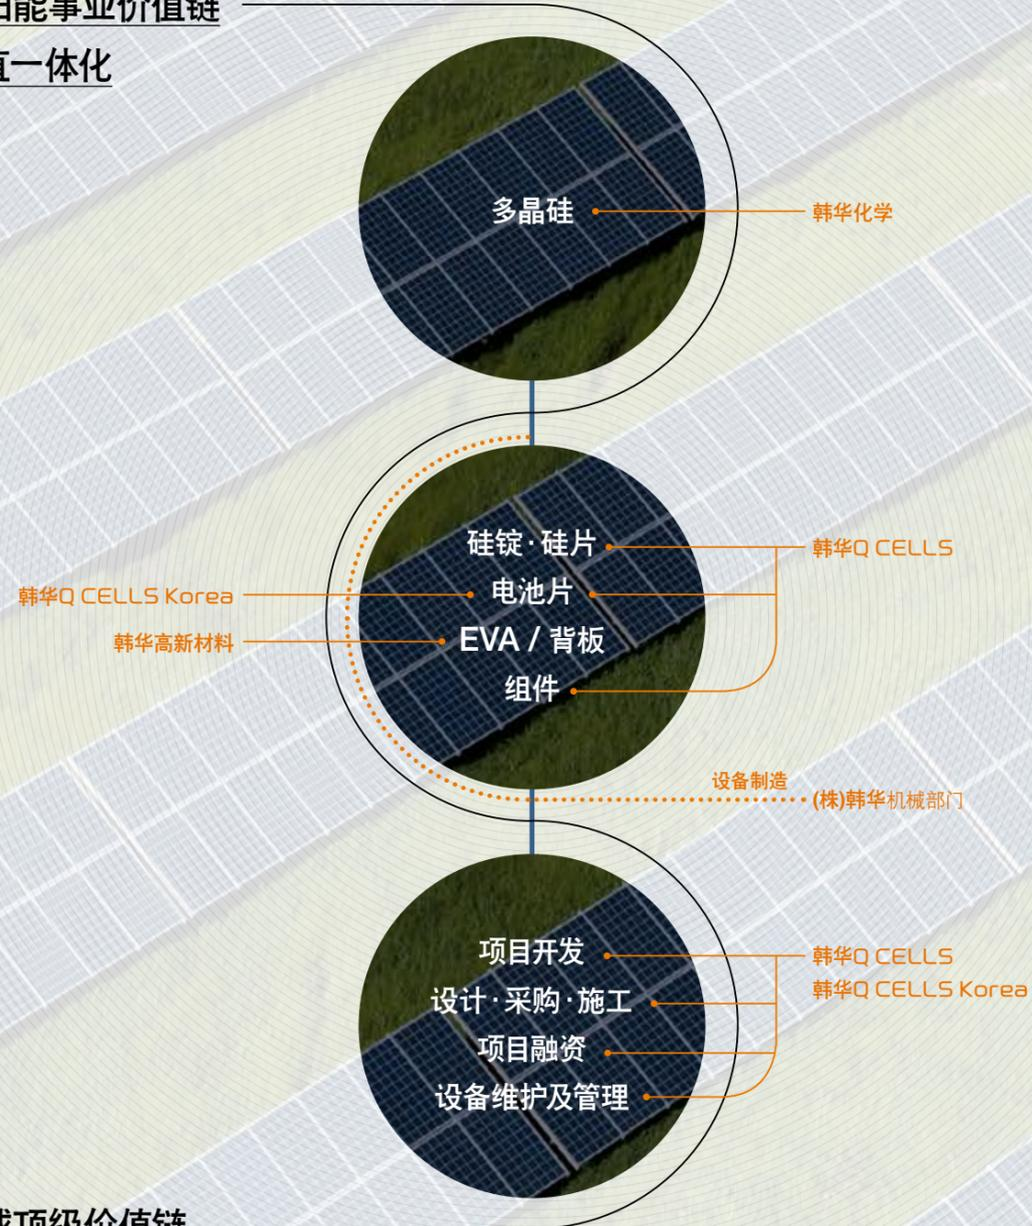 能事业价值链
一体化
多晶硅
韩华化学
硅锭·硅片
韩华Q CELLS
电池片
韩华Q CELLS Korea
EVA / 背板
韩华高新材料
组件
设备制造
(株)韩华机械部门
项目开发
韩华Q CELLS
韩华Q CELLS Korea
设计·采购·施工
项目融资
设备维护及管理
顶级价值链